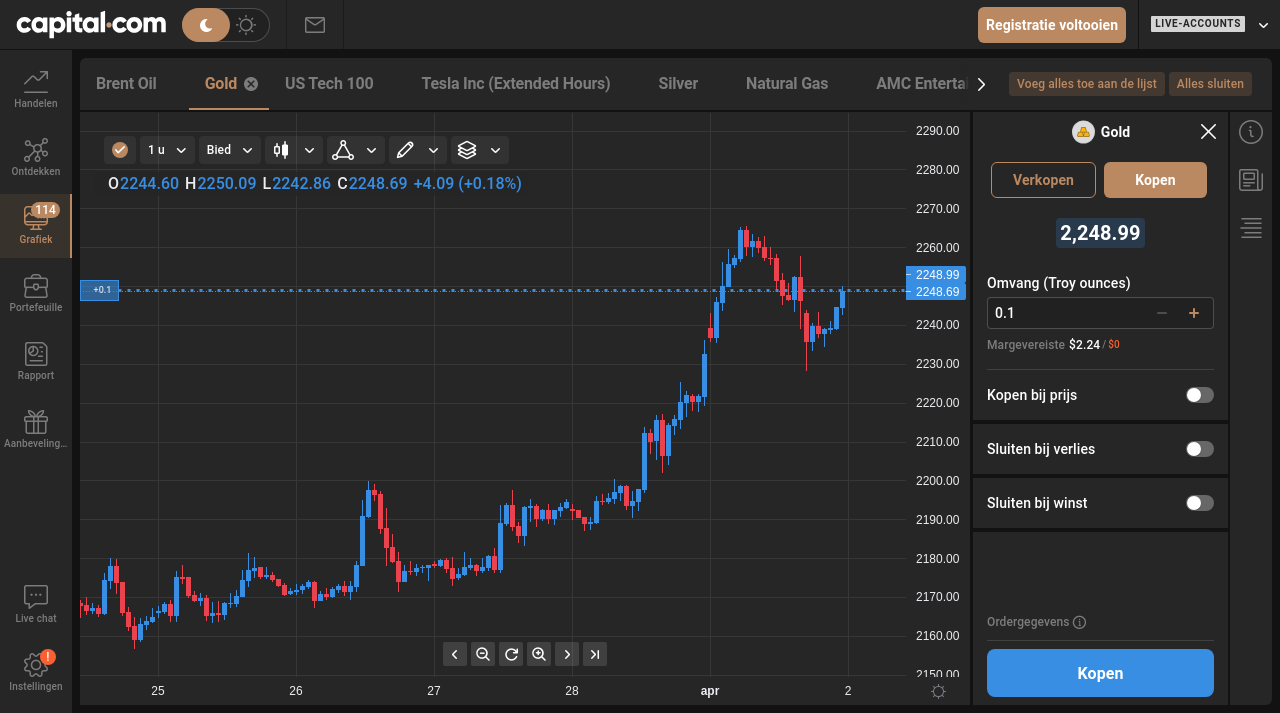 capital.com
Registratie voltooien
LIVE-ACCOUNTS
Handelen
Ontdekken
114
Grafiek
Portefeuille
Rapport
Aanbeveling...
Live chat
!
Instellingen
Brent Oil
Gold
US Tech 100
Tesla Inc (Extended Hours)
Silver
Natural Gas
AMC Enterta
Voeg alles toe aan de lijst
Alles sluiten
1 u
Bied
O2244.60 H2250.09 L2242.86 C2248.69 +4.09 (+0.18%)
+0.1
2290.00
2280.00
2270.00
2260.00
2248.99
2248.69
2240.00
2230.00
2220.00
2210.00
2200.00
2190.00
2180.00
2170.00
2160.00
2150.00
25
26
27
28
apr
2
Gold
Verkopen
Kopen
2,248.99
Omvang (Troy ounces)
0.1
Margevereiste $2.24 / $0
Kopen bij prijs
Sluiten bij verlies
Sluiten bij winst
Ordergegevens
Kopen